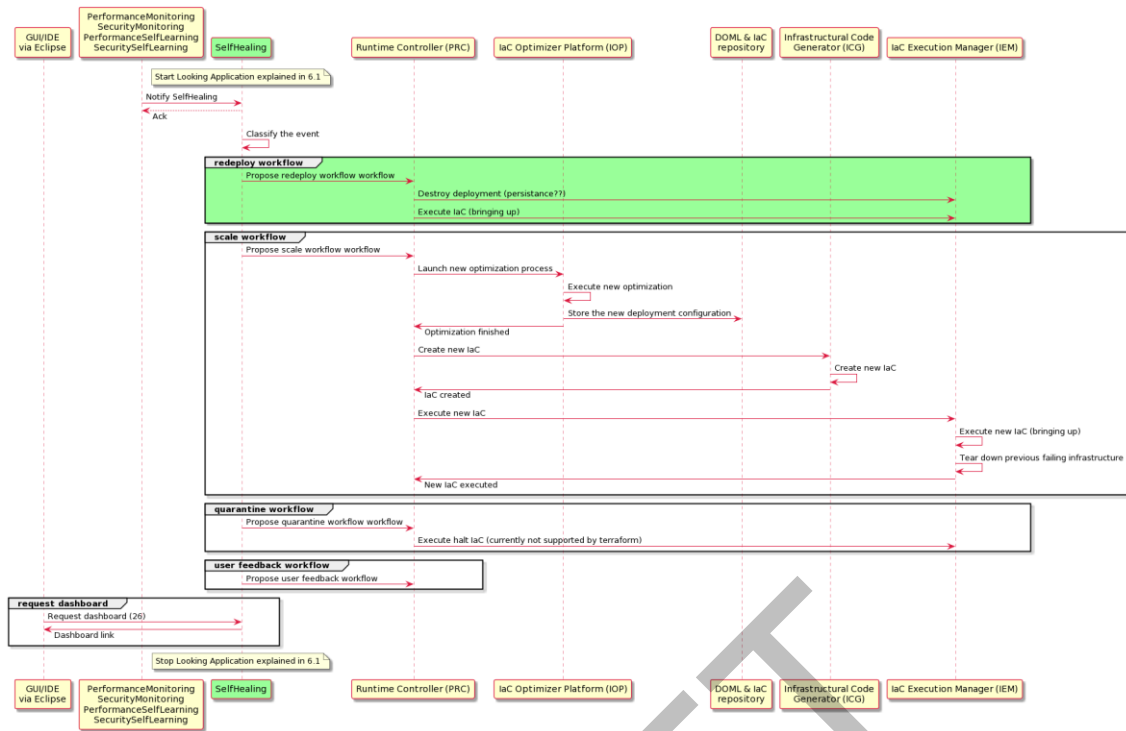 GUI/IDE
via Eclipse
PerformanceMonitoring
SecurityMonitoring
PerformanceSelfLearning
SecuritySelfLearning
SelfHealing
Runtime Controller (PRC)
IaC Optimizer Platform (IOP)
DOML & IaC
repository
Infrastructural Code
Generator (ICG)
IaC Execution Manager (IEM)
Start Looking Application explained in 6.1
Notify SelfHealing
Ack
Classify the event
redeploy workflow
Propose redeploy workflow workflow
Destroy deployment (persistance??)
Execute IaC (bringing up)
scale workflow
Propose scale workflow workflow
Launch new optimization process
Execute new optimization
Store the new deployment configuration
Optimization finished
Create new IaC
Create new IaC
IaC created
Execute new IaC
Execute new IaC (bringing up)
Tear down previous failing infrastructure
New IaC executed
quarantine workflow
Propose quarantine workflow workflow
Execute halt IaC (currently not supported by terraform)
user feedback workflow
Propose user feedback workflow
request dashboard
Request dashboard (26)
Dashboard link
Stop Looking Application explained in 6.1
GUI/IDE
via Eclipse
PerformanceMonitoring
SecurityMonitoring
PerformanceSelfLearning
SecuritySelfLearning
SelfHealing
Runtime Controller (PRC)
IaC Optimizer Platform (IOP)
DOML & IaC
repository
Infrastructural Code
Generator (ICG)
IaC Execution Manager (IEM)